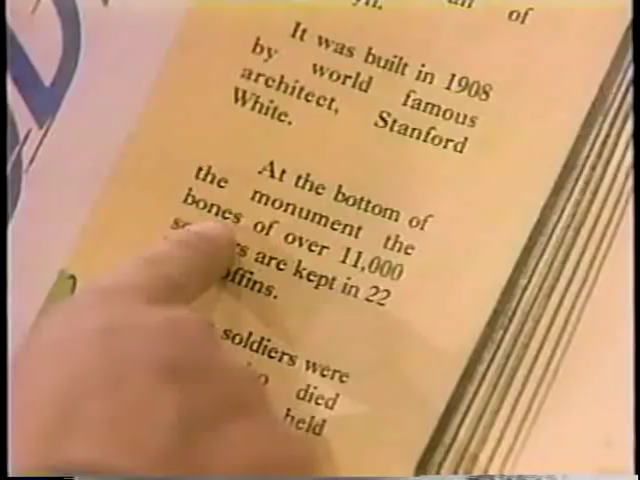 of
It was built in 1908
by world famous
architect, Stanford
White.
At the bottom of
the monument the
bones of over 11,000
are kept in 22
soldiers were
died
held